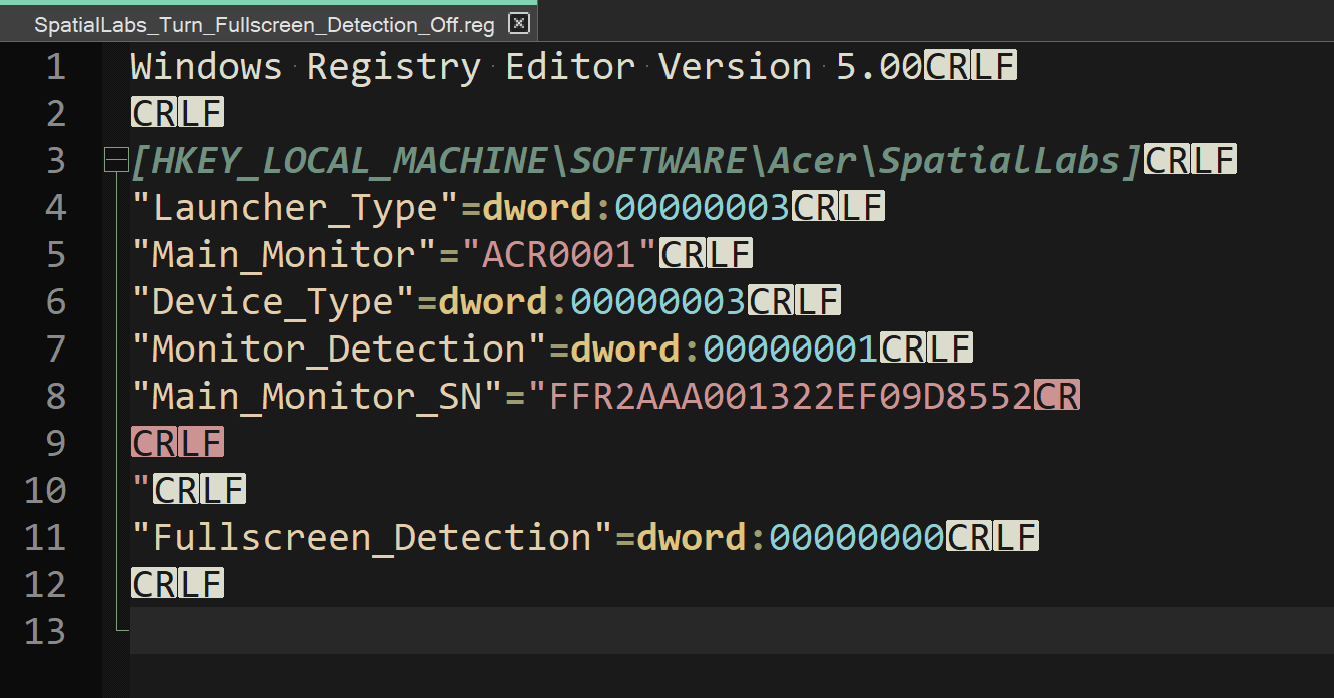 SpatialLabs_Turn_Fullscreen_Detection_Off.reg
1 Windows Registry Editor Version 5.00CRLF
2 CRLF
3 [HKEY_LOCAL_MACHINE\SOFTWARE\Acer\SpatialLabs]CRLF
4 "Launcher_Type"=dword:00000003CRLF
5 "Main_Monitor"="ACR0001"CRLF
6 "Device_Type"=dword:00000003CRLF
7 "Monitor_Detection"=dword:00000001CRLF
8 "Main_Monitor_SN"="FFR2AAA001322EF09D8552CR
9 CRLF
10 "CRLF
11 "Fullscreen_Detection"=dword:00000000CRLF
12 CRLF
13